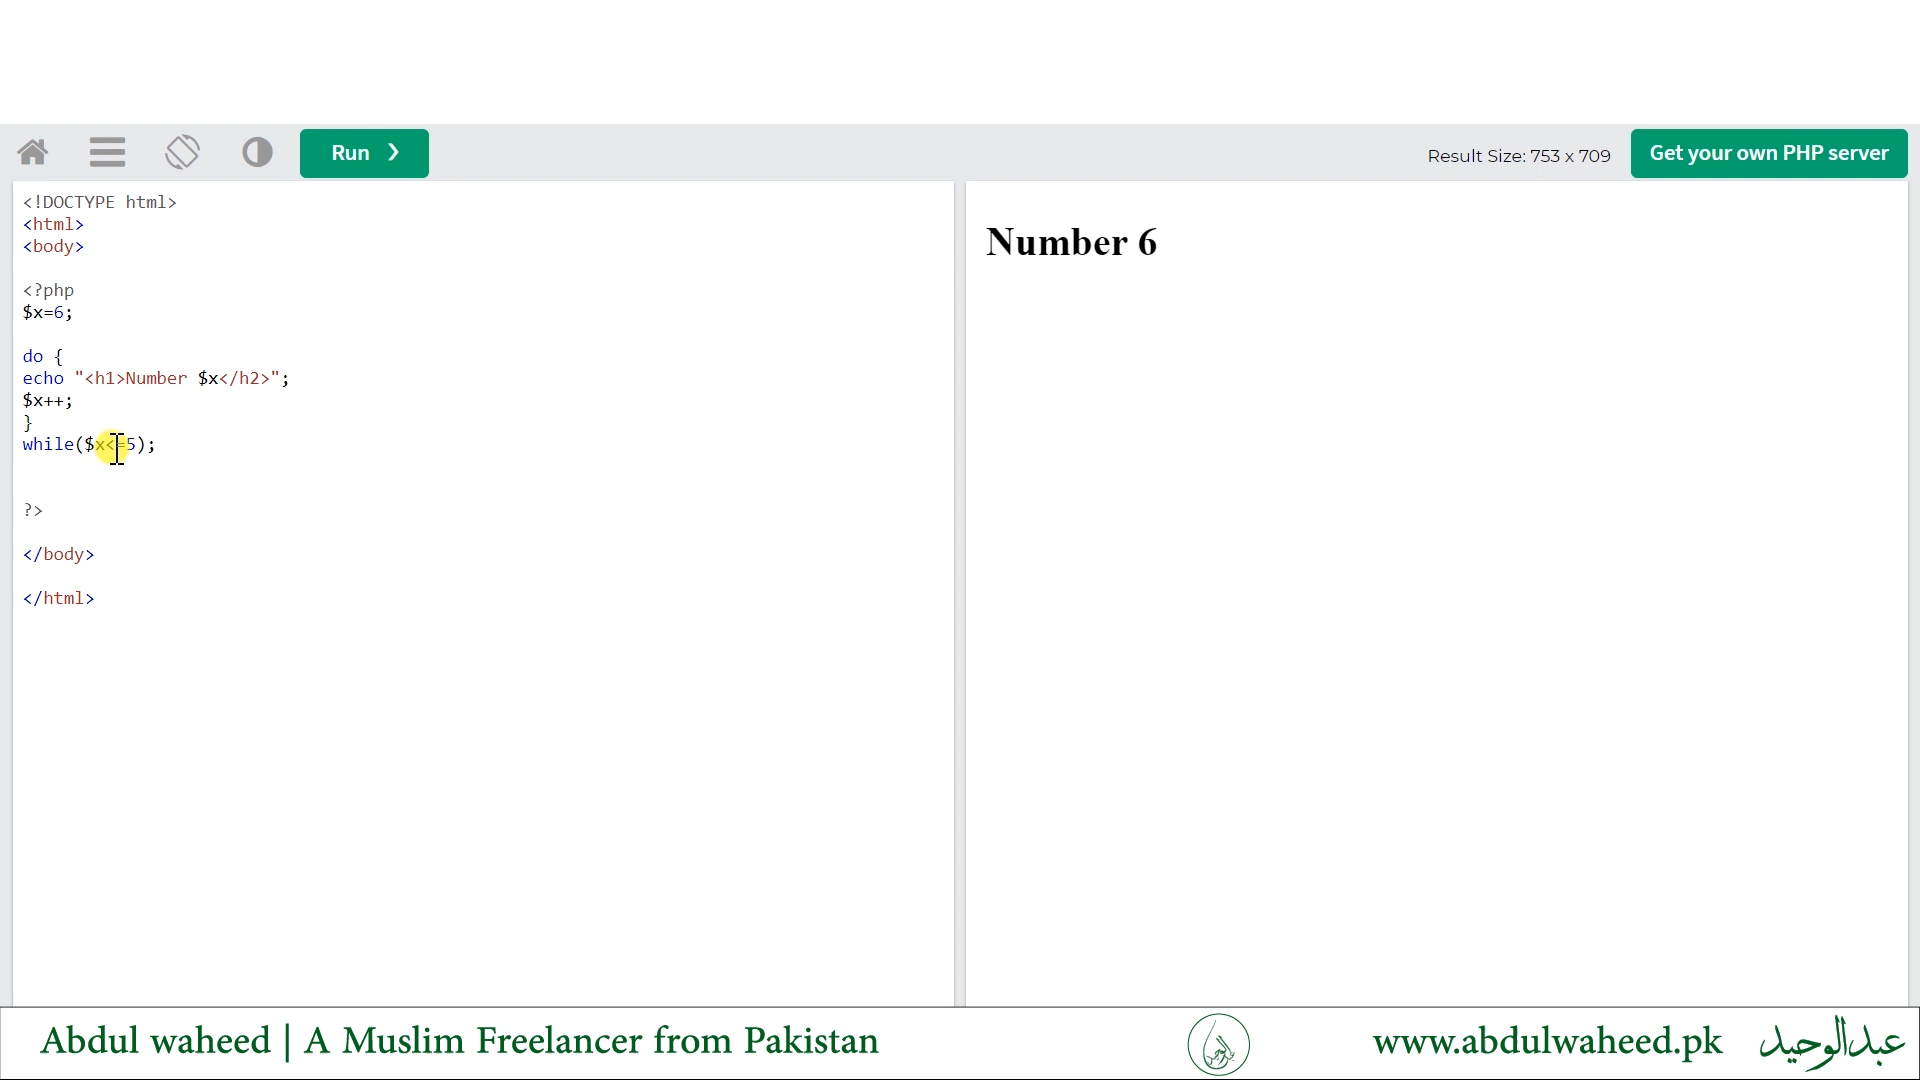 Run ❯
Result Size: 753 x 709
Get your own PHP server
<!DOCTYPE html>
<html>
<body>
<?php
$x=6;
do {
echo "<h1>Number $x</h2>";
$x++;
}
while($x<=5);
?>
</body>
</html>
Number 6
Abdul waheed | A Muslim Freelancer from Pakistan
www.abdulwaheed.pk
عبدالوحید